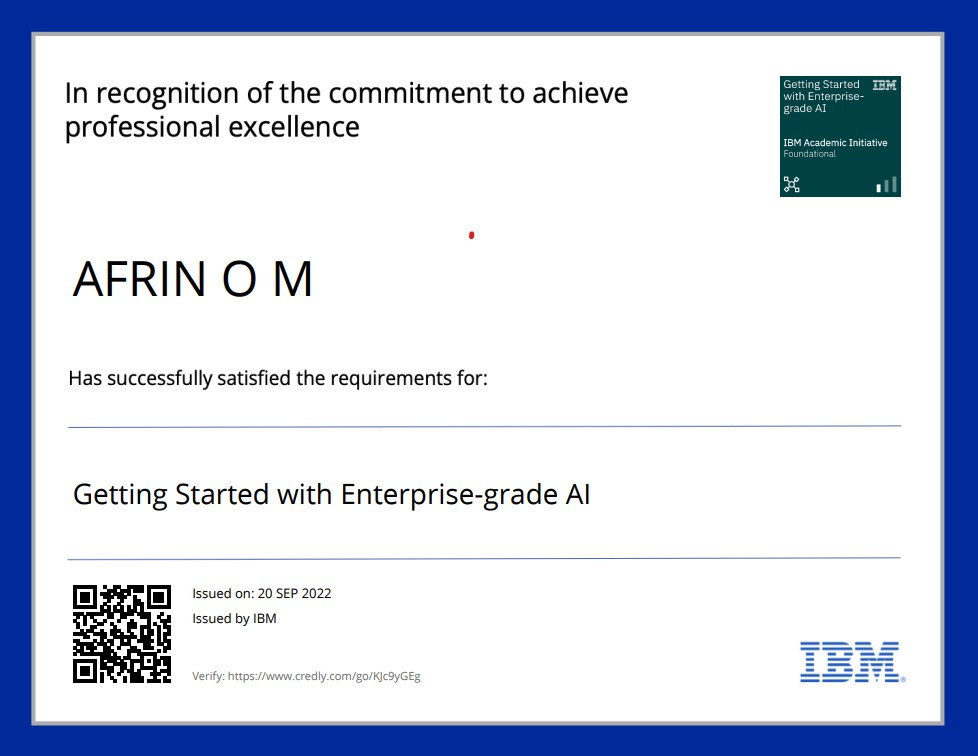 In recognition of the commitment to achieve
professional excellence
Getting Started
with Enterprise-
grade AI
IBM
IBM Academic Initiative
Foundational
AFRIN O M
Has successfully satisfied the requirements for:
Getting Started with Enterprise-grade AI
Issued on: 20 SEP 2022
Issued by IBM
Verify: https://www.credly.com/go/KJc9yGEg
IBM®